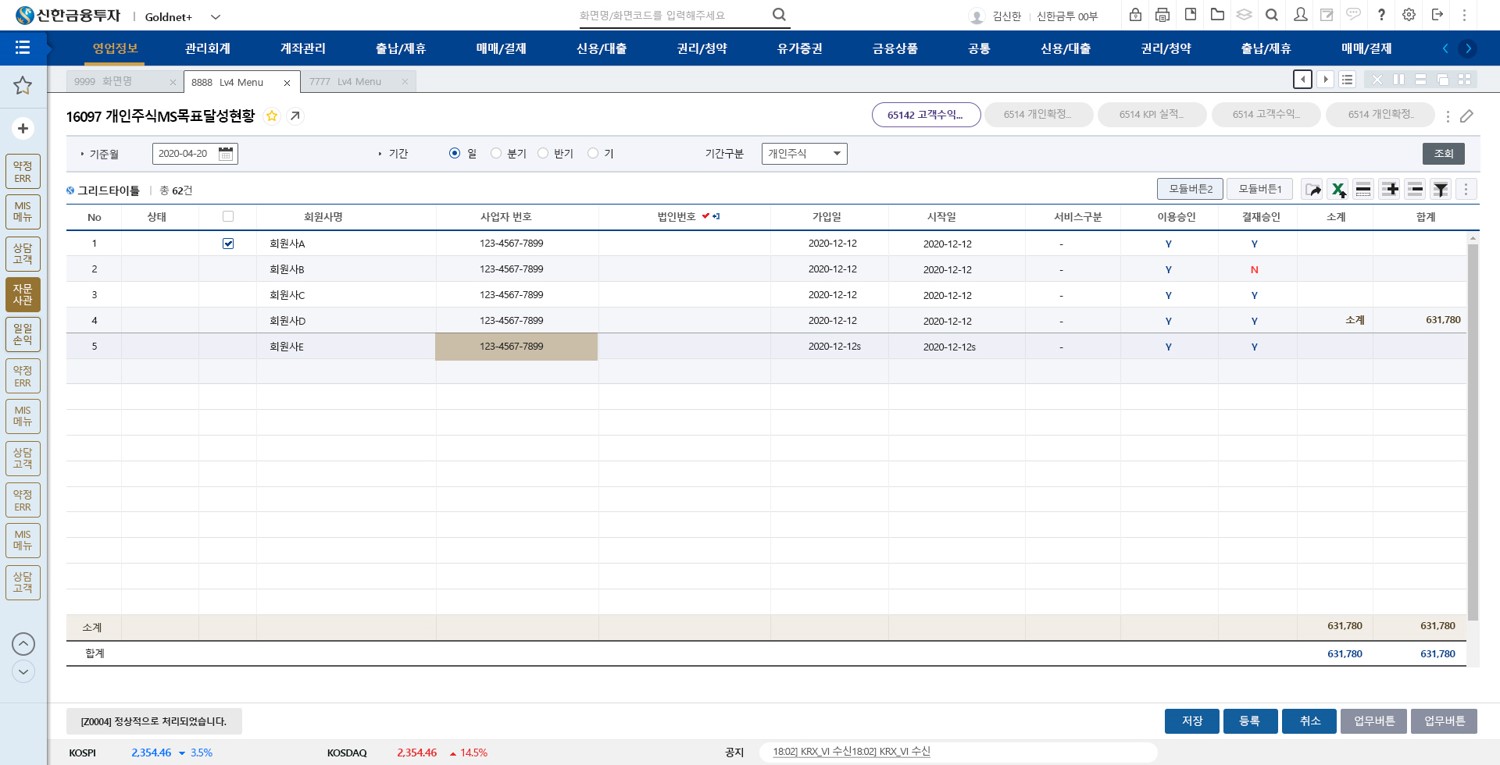 신한금융투자 | Goldnet+
화면명/화면코드를 입력해주세요
김신한 | 신한금투 00부
영업정보 관리회계 계좌관리 출납/제휴 매매/결제 신용/대출 권리/청약 유가증권 금융상품 공통 신용/대출 권리/청약 출납/제휴 매매/결제
9999 화면명 8888 Lv4 Menu 7777 Lv4 Menu
16097 개인주식MS목표달성현황
65142 고객수익... 6514 개인확정... 6514 KPI 실적... 6514 고객수익... 6514 개인확정..
기준월 2020-04-20 기간 일 분기 반기 기 기간구분 개인주식 조회
그리드타이틀 | 총 62건 모듈버튼2 모듈버튼1
No 상태 회원사명 사업자 번호 법인번호 가입일 시작일 서비스구분 이용승인 결재승인 소계 합계
1 회원사A 123-4567-7899 2020-12-12 2020-12-12 - Y Y
2 회원사B 123-4567-7899 2020-12-12 2020-12-12 - Y N
3 회원사C 123-4567-7899 2020-12-12 2020-12-12 - Y Y
4 회원사D 123-4567-7899 2020-12-12 2020-12-12 - Y Y 소계 631,780
5 회원사E 123-4567-7899 2020-12-12s 2020-12-12s - Y Y
소계 631,780 631,780
합계 631,780 631,780
약정
ERR
MIS
메뉴
상담
고객
자문
사관
일일
손익
약정
ERR
MIS
메뉴
상담
고객
약정
ERR
MIS
메뉴
상담
고객
[Z0004] 정상적으로 처리되었습니다.
저장 등록 취소 업무버튼 업무버튼
KOSPI 2,354.46 3.5% KOSDAQ 2,354.46 14.5% 공지 18:02] KRX_VI 수신18:02] KRX_VI 수신